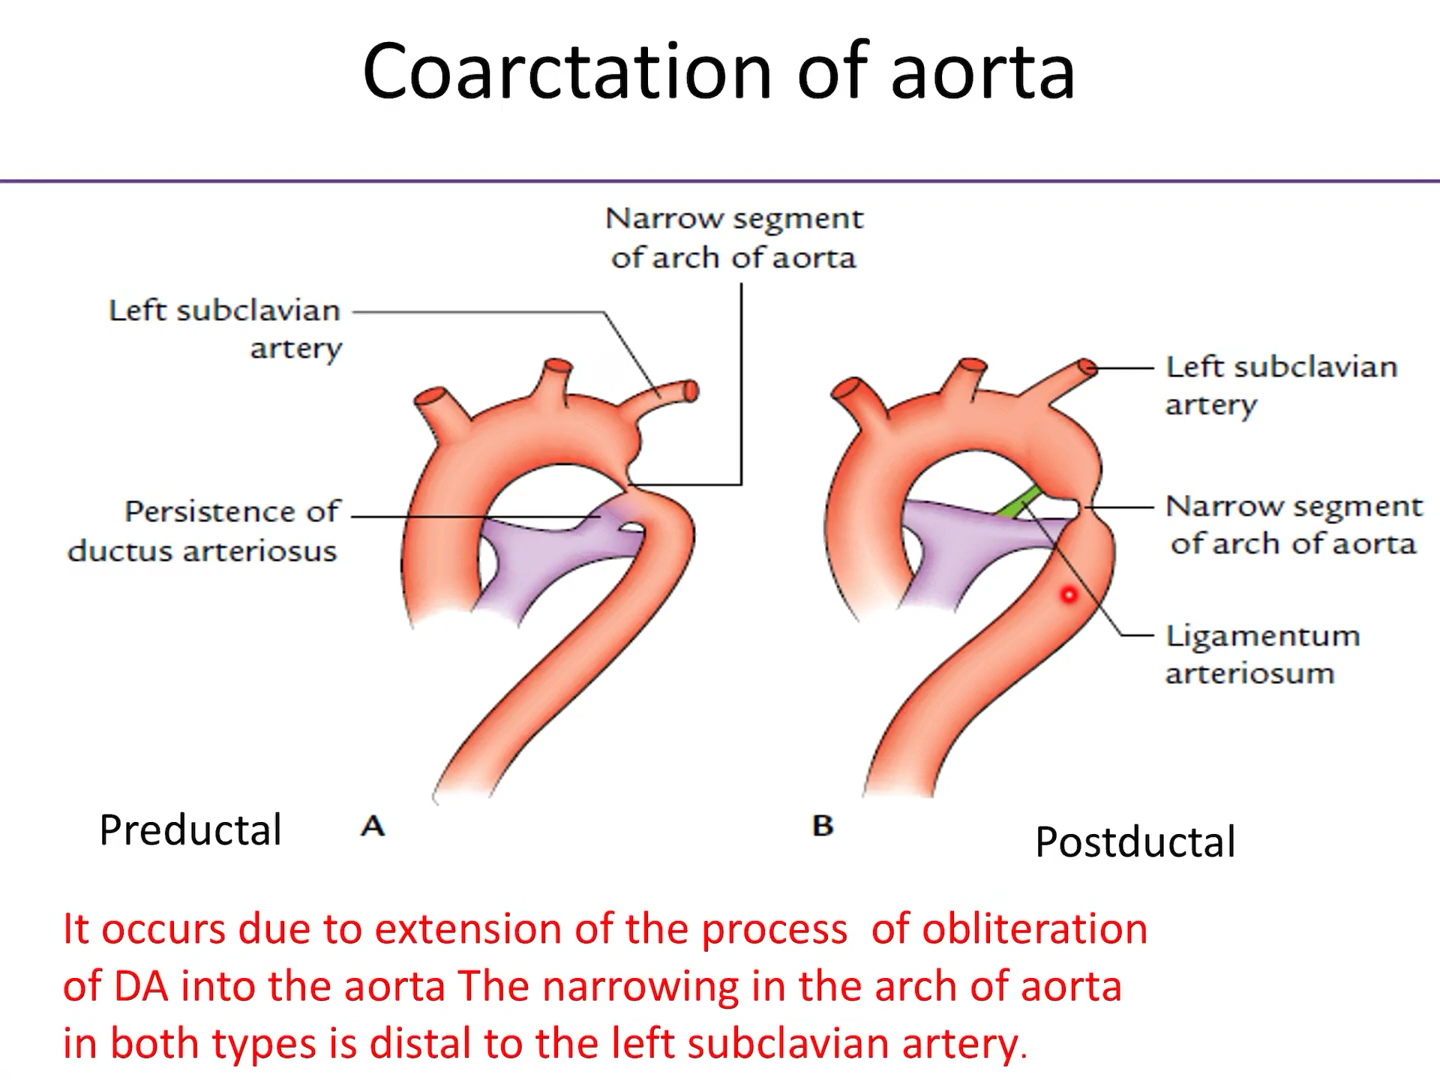 Coarctation of aorta
Narrow segment
of arch of aorta
Left subclavian
artery
Persistence of
ductus arteriosus
Left subclavian
artery
Narrow segment
of arch of aorta
Ligamentum
arteriosum
Preductal
A
B
Postductal
It occurs due to extension of the process of obliteration
of DA into the aorta The narrowing in the arch of aorta
in both types is distal to the left subclavian artery.